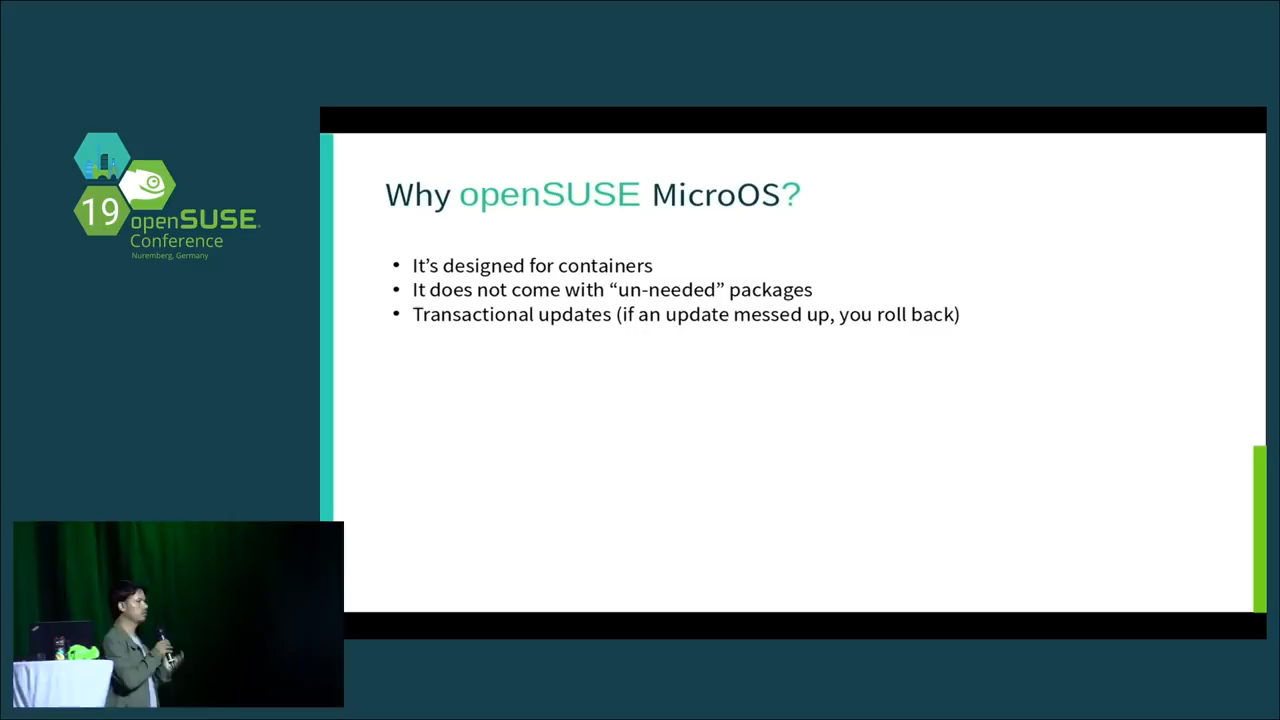 19
openSUSE
Conference
Nuremberg, Germany
Why openSUSE MicroOS?
• It’s designed for containers
• It does not come with “un-needed” packages
• Transactional updates (if an update messed up, you roll back)